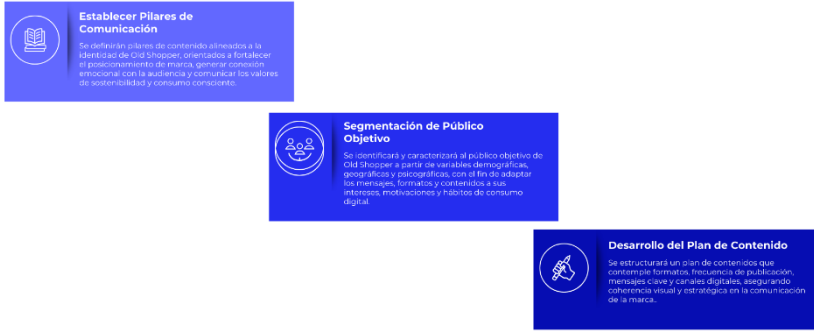 Establecer Pilares de
Comunicación
Se definirán pilares de contenido alineados a la
identidad de Old Shopper, orientados a fortalecer
el posicionamiento de marca, generar conexión
emocional con la audiencia y comunicar los valores
de sostenibilidad y consumo consciente.
Segmentación de Público
Objetivo
Se identificará y caracterizará al público objetivo de
Old Shopper a partir de variables demográficas,
geográficas y psicográficas, con el fin de adaptar
los mensajes, formatos y contenidos a sus
intereses, motivaciones y hábitos de consumo
digital.
Desarrollo del Plan de Contenido
Se estructurará un plan de contenidos que
contemple formatos, frecuencia de publicación,
mensajes clave y canales digitales, asegurando
coherencia visual y estratégica en la comunicación
de la marca..